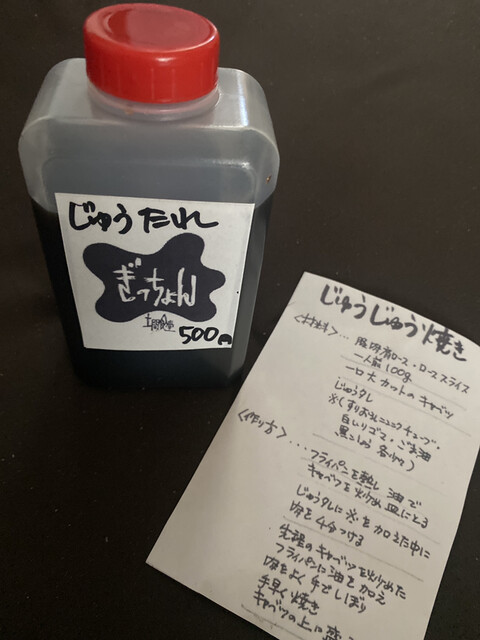 じゅうたれ
ぎっちょん
500円
じゅうじゅう焼き
<材料>… 豚肩ロース・ローススライス
一人前100g
一口大カットのキャベツ
じゅうタレ
※(すりおろしニンニクチューブ・
白いりゴマ・ごま油
黒こしょう 各少々)
<作り方>… フライパンを熱し 油で
キャベツを炒め皿にとる
じゅうタレに※を加えた中に
肉を4分つける
先程のキャベツを炒めた
フライパンに油を加え
肉をよく手でしぼり
手早く焼き
キャベツの上に盛